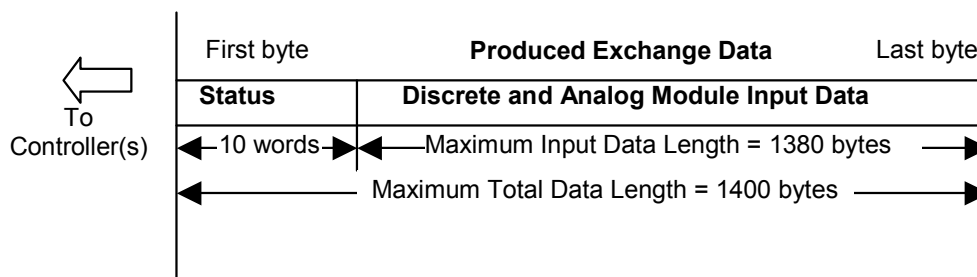 First byte Produced Exchange Data Last byte
To
Controller(s)
Status Discrete and Analog Module Input Data
10 words Maximum Input Data Length = 1380 bytes
Maximum Total Data Length = 1400 bytes